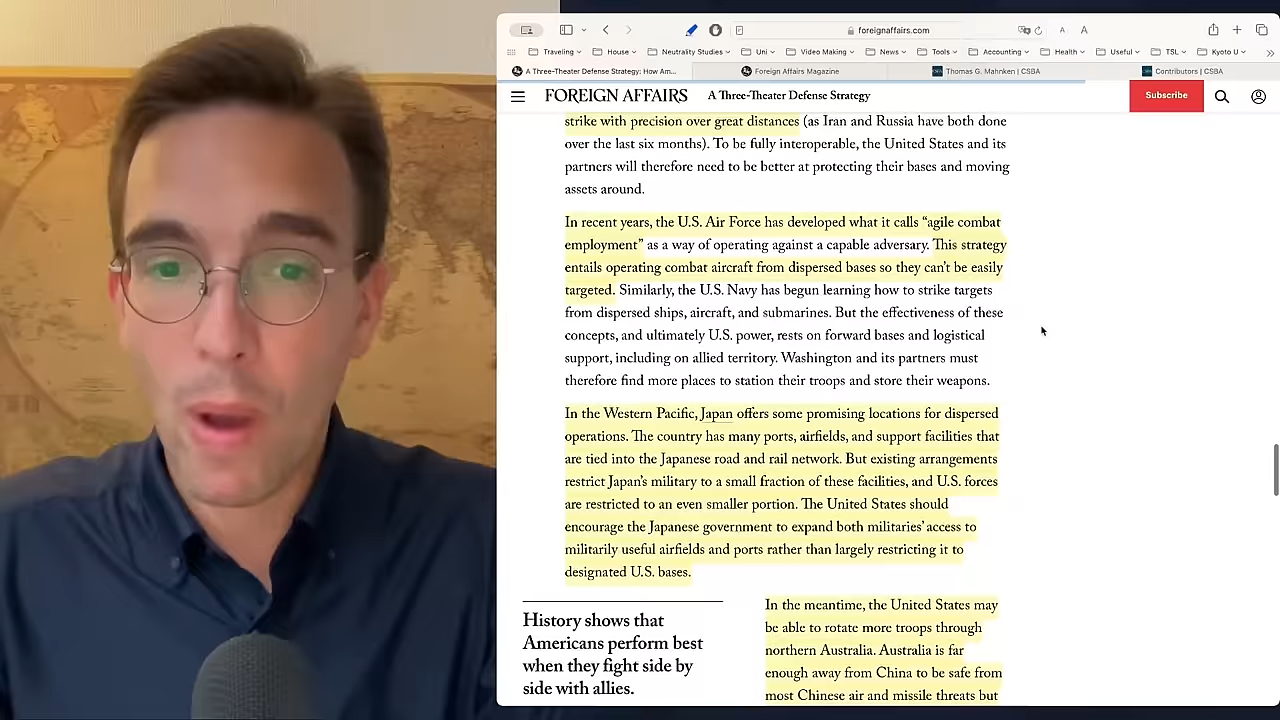 foreignaffairs.com
A
A
Traveling
House
Neutrality Studies
Uni
Video Making
News
Tools
Accounting
Health
Useful
TSL
Kyoto U
A Three-Theater Defense Strategy: How Am...
Foreign Affairs Magazine
Thomas G. Mahnken | CSBA
Contributors | CSBA
FOREIGN AFFAIRS
A Three-Theater Defense Strategy
Subscribe
strike with precision over great distances (as Iran and Russia have both done
over the last six months). To be fully interoperable, the United States and its
partners will therefore need to be better at protecting their bases and moving
assets around.
In recent years, the U.S. Air Force has developed what it calls “agile combat
employment” as a way of operating against a capable adversary. This strategy
entails operating combat aircraft from dispersed bases so they can’t be easily
targeted. Similarly, the U.S. Navy has begun learning how to strike targets
from dispersed ships, aircraft, and submarines. But the effectiveness of these
concepts, and ultimately U.S. power, rests on forward bases and logistical
support, including on allied territory. Washington and its partners must
therefore find more places to station their troops and store their weapons.
In the Western Pacific, Japan offers some promising locations for dispersed
operations. The country has many ports, airfields, and support facilities that
are tied into the Japanese road and rail network. But existing arrangements
restrict Japan’s military to a small fraction of these facilities, and U.S. forces
are restricted to an even smaller portion. The United States should
encourage the Japanese government to expand both militaries’ access to
militarily useful airfields and ports rather than largely restricting it to
designated U.S. bases.
History shows that
Americans perform best
when they fight side by
side with allies.
In the meantime, the United States may
be able to rotate more troops through
northern Australia. Australia is far
enough away from China to be safe from
most Chinese air and missile threats but